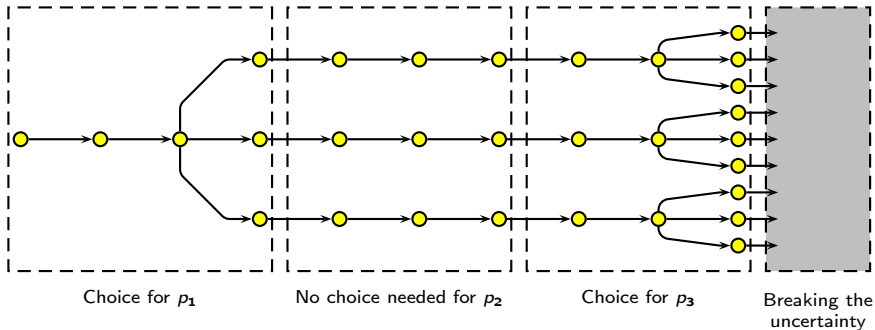 Choice for p₁
No choice needed for p₂
Choice for p₃
Breaking the
uncertainty